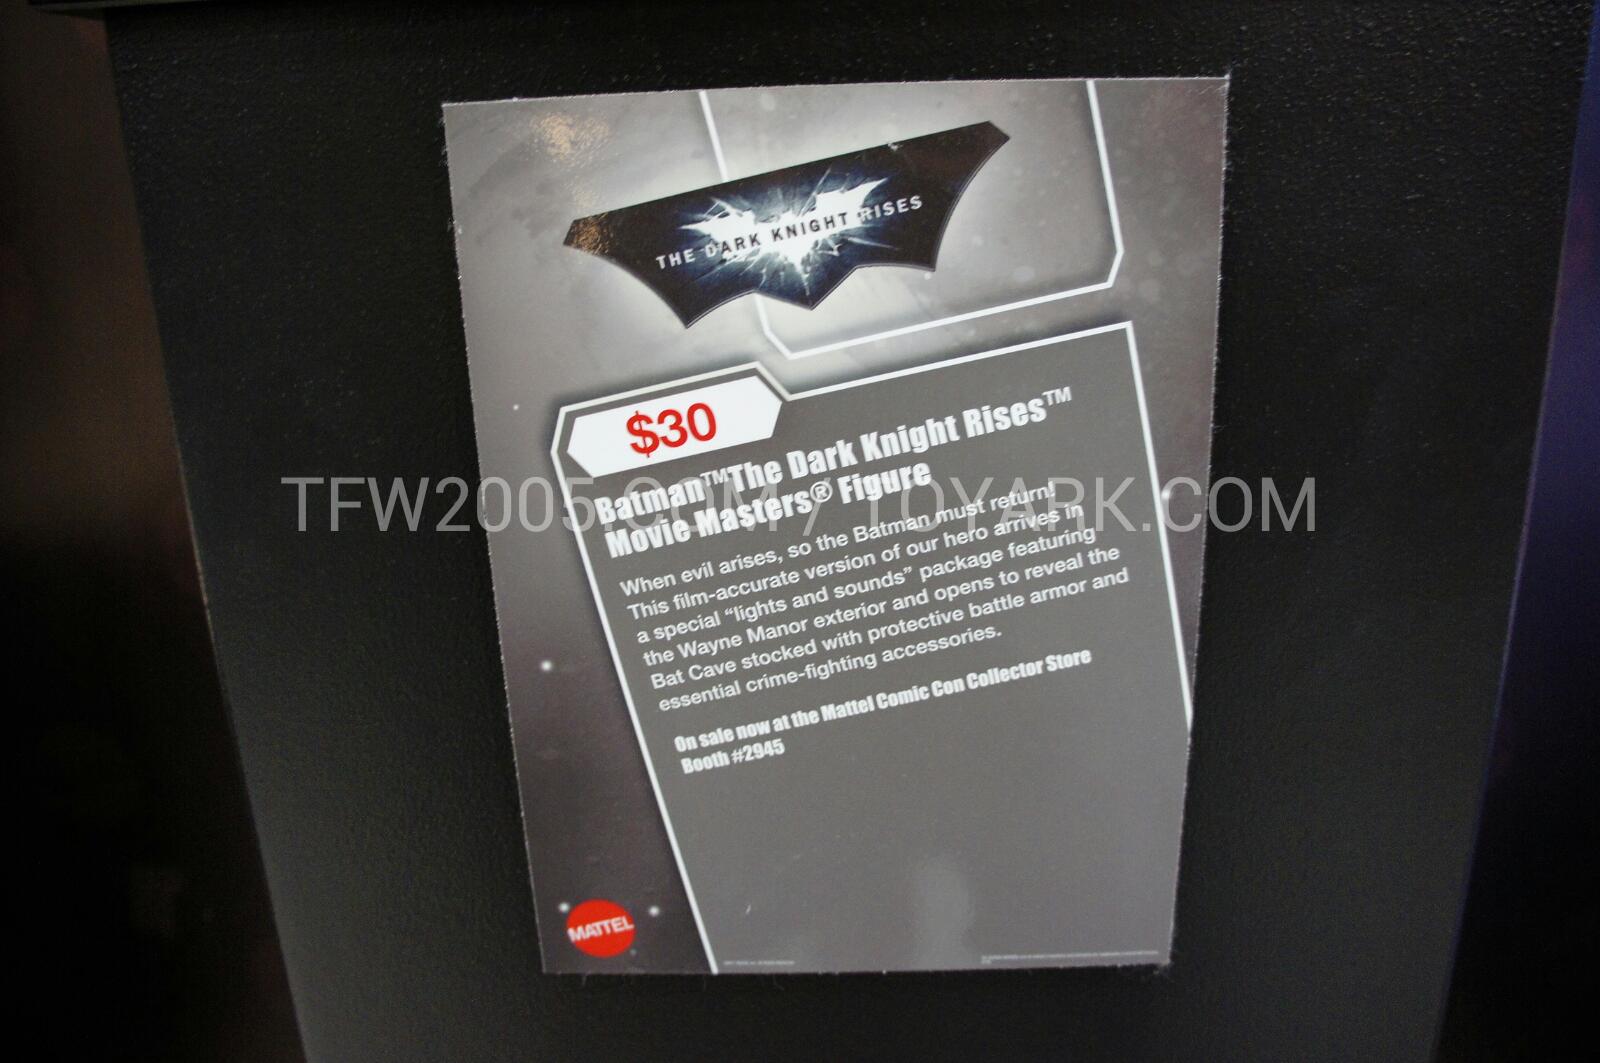 THE DARK KNIGHT RISES
$30
Batman™The Dark Knight Rises™
Movie Masters® Figure
TFW2005.COM / TOYARK.COM
When evil arises, so the Batman must return!
This film-accurate version of our hero arrives in
a special “lights and sounds” package featuring
the Wayne Manor exterior and opens to reveal the
Bat Cave stocked with protective battle armor and
essential crime-fighting accessories.
On sale now at the Mattel Comic Con Collector Store
Booth #2945
MATTEL